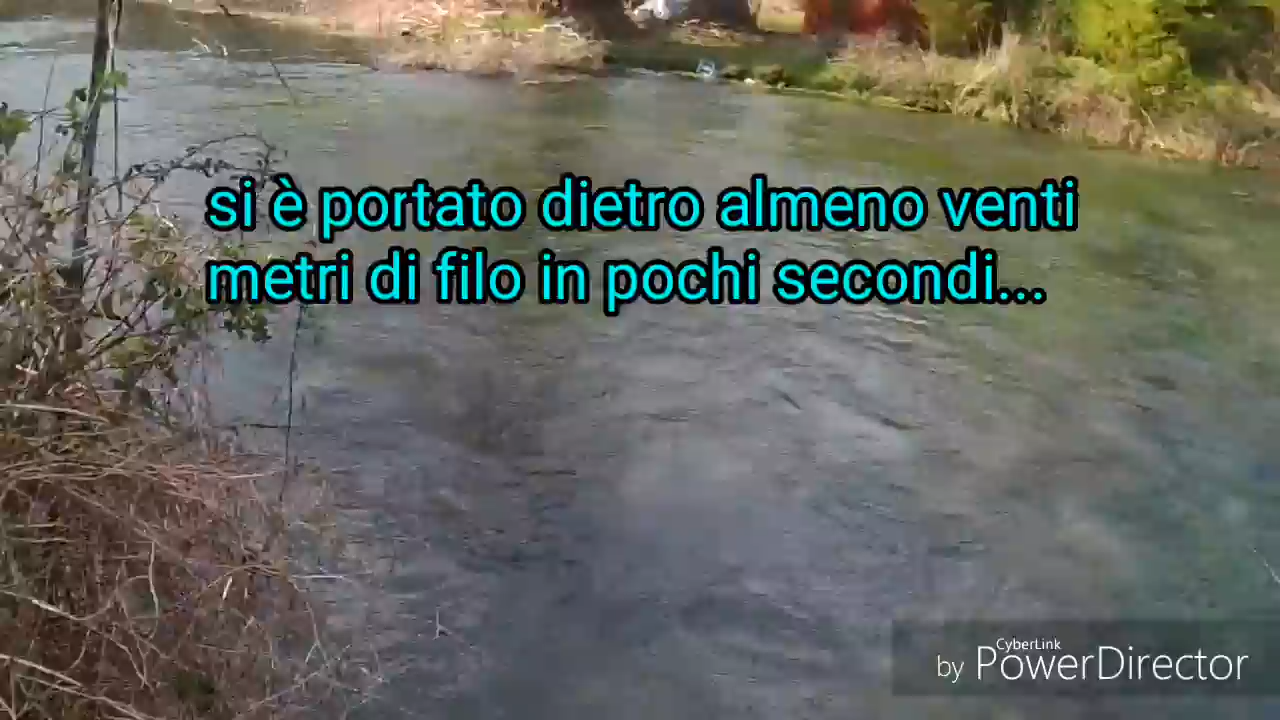 si è portato dietro almeno venti
metri di filo in pochi secondi...
CyberLink
by PowerDirector